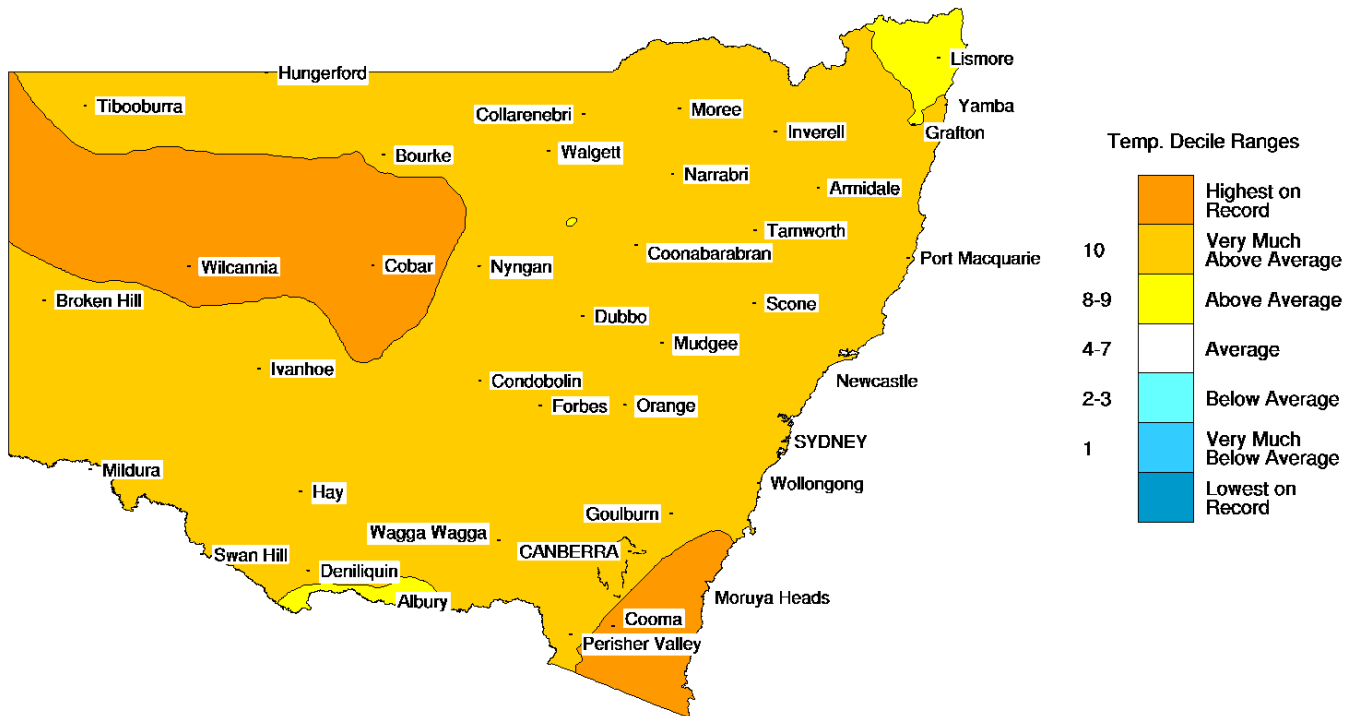 Hungerford
Tibooburra
Collarenebri
Moree
Lismore
Yamba
Inverell
Grafton
Bourke
Walgett
Narrabri
Armidale
Tamworth
Coonabarabran
Port Macquarie
Wilcannia
Cobar
Nyngan
Broken Hill
Scone
Dubbo
Mudgee
Ivanhoe
Condobolin
Newcastle
Forbes
Orange
SYDNEY
Mildura
Wollongong
Hay
Goulburn
Wagga Wagga
CANBERRA
Swan Hill
Deniliquin
Albury
Moruya Heads
Cooma
Perisher Valley
Temp. Decile Ranges
Highest on
Record
10 Very Much
Above Average
8-9 Above Average
4-7 Average
2-3 Below Average
1 Very Much
Below Average
Lowest on
Record